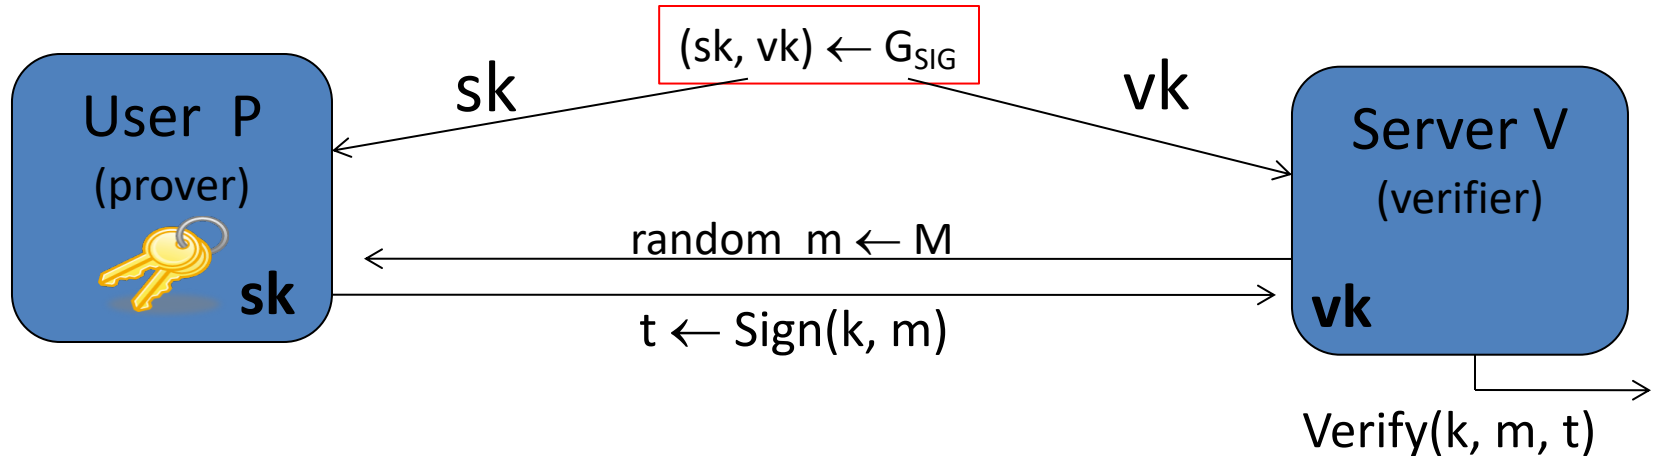 (sk, vk) ← G_SIG
sk
vk
User P
(prover)
sk
Server V
(verifier)
vk
random m ← M
t ← Sign(k, m)
Verify(k, m, t)